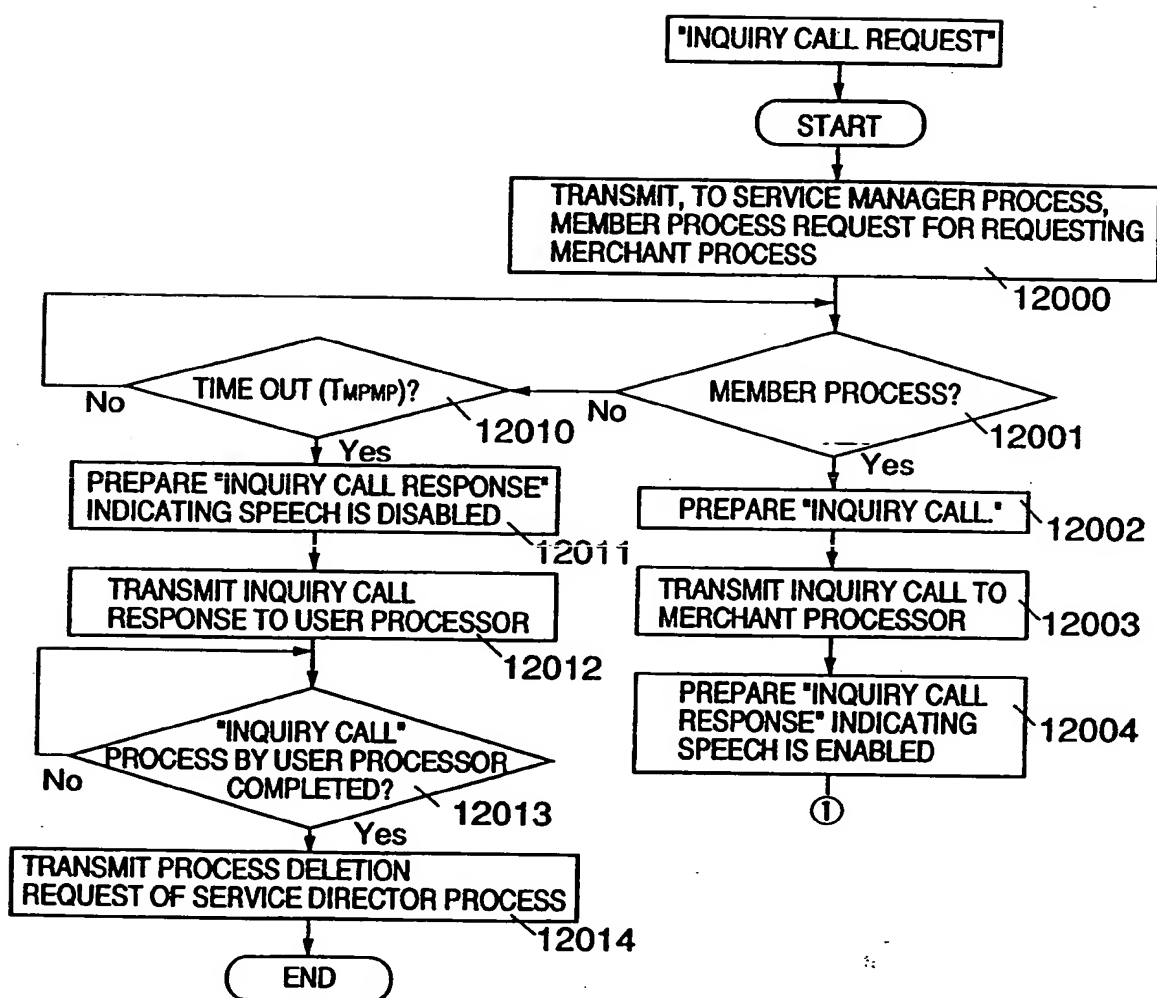 "INQUIRY CALL REQUEST"
START
TRANSMIT, TO SERVICE MANAGER PROCESS,
MEMBER PROCESS REQUEST FOR REQUESTING
MERCHANT PROCESS
12000
MEMBER PROCESS?
12001
No
Yes
TIME OUT (TMPMP)?
12010
No
Yes
PREPARE "INQUIRY CALL RESPONSE"
INDICATING SPEECH IS DISABLED
12011
TRANSMIT INQUIRY CALL
RESPONSE TO USER PROCESSOR
12012
"INQUIRY CALL"
PROCESS BY USER PROCESSOR
COMPLETED?
12013
No
Yes
TRANSMIT PROCESS DELETION
REQUEST OF SERVICE DIRECTOR PROCESS
12014
END
PREPARE "INQUIRY CALL."
12002
TRANSMIT INQUIRY CALL TO
MERCHANT PROCESSOR
12003
PREPARE "INQUIRY CALL
RESPONSE" INDICATING
SPEECH IS ENABLED
12004
①